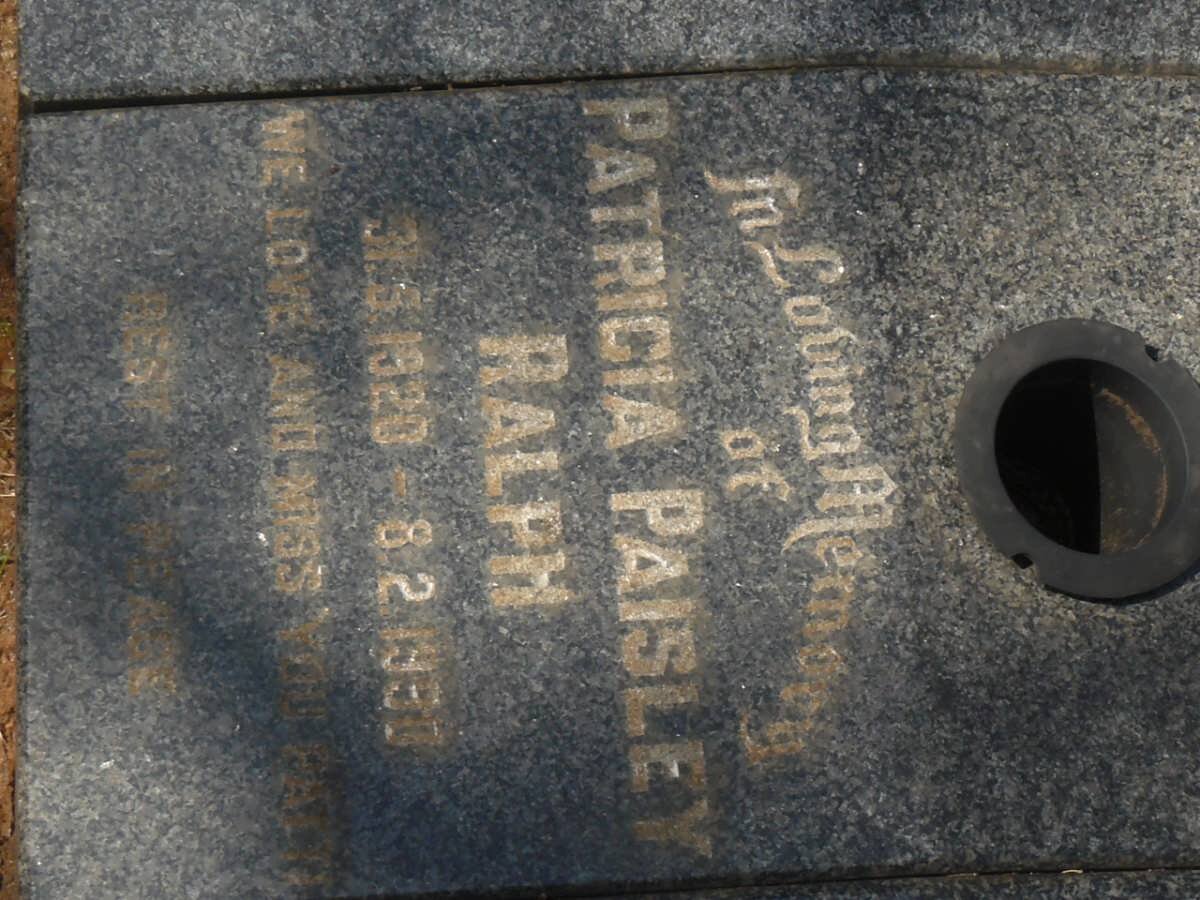 In Loving Memory
of
PATRICIA PAISLEY
RALPH
31.5.1920 - 8.2.1990
WE LOVE AND MISS YOU
REST IN PEACE